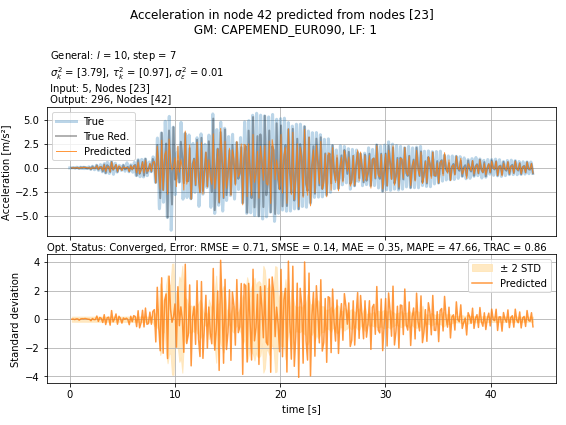 Acceleration in node 42 predicted from nodes [23]
GM: CAPEMEND_EUR090, LF: 1
General: l = 10, step = 7
σ²ₖ = [3.79], τ²ₖ = [0.97], σ²ₑ = 0.01
Input: 5, Nodes [23]
Output: 296, Nodes [42]
Acceleration [m/s²]
5.0
2.5
0.0
−2.5
−5.0
True
True Red.
Predicted
Opt. Status: Converged, Error: RMSE = 0.71, SMSE = 0.14, MAE = 0.35, MAPE = 47.66, TRAC = 0.86
Standard deviation
4
2
0
−2
−4
± 2 STD
Predicted
0 10 20 30 40
time [s]